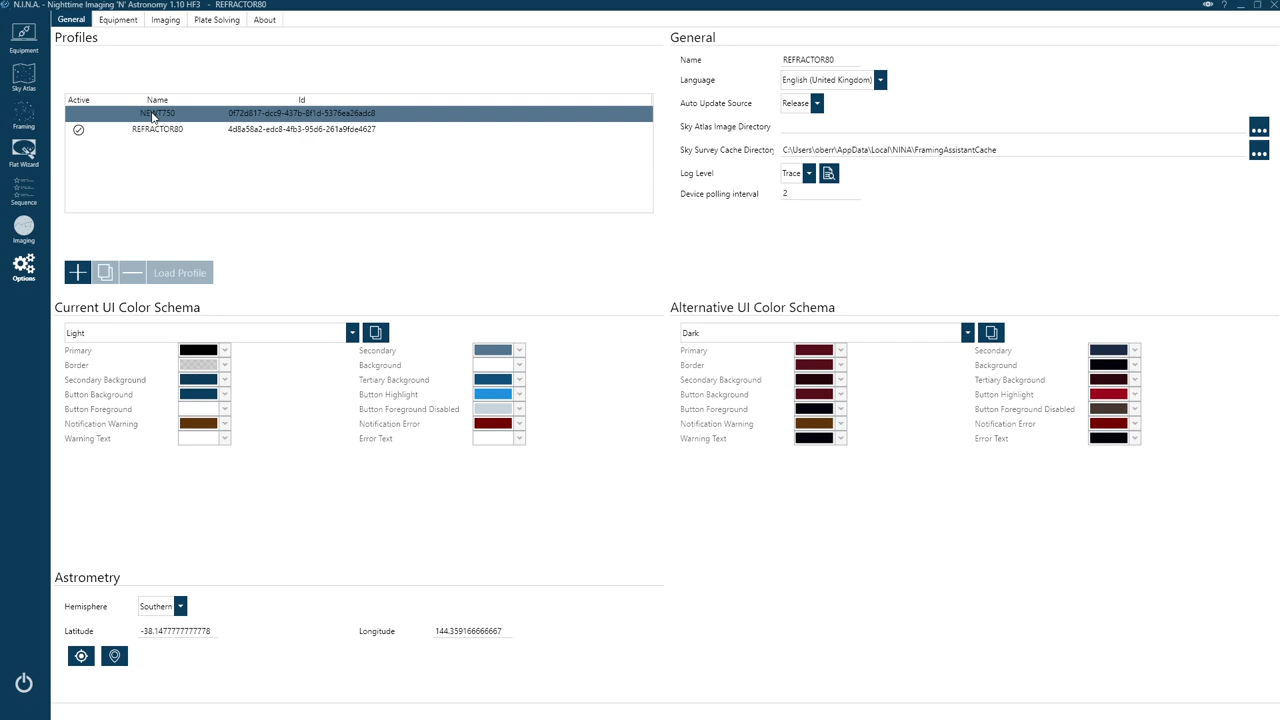 N.I.N.A. - Nighttime Imaging 'N' Astronomy 1.10 HF3 - REFRACTOR80
General Equipment Imaging Plate Solving About
Equipment
Sky Atlas
Framing
Flat Wizard
Sequence
Imaging
Options
Profiles
Active Name Id
NEWT750 0f72d817-dcc9-437b-8f1d-5376ea26adc8
REFRACTOR80 4d8a58a2-edc8-4fb3-95d6-261a9fde4627
Load Profile
General
Name REFRACTOR80
Language English (United Kingdom)
Auto Update Source Release
Sky Atlas Image Directory
Sky Survey Cache Directory C:\Users\oberr\AppData\Local\NINA\FramingAssistantCache
Log Level Trace
Device polling interval 2
Current UI Color Schema
Light
Primary Secondary
Border Background
Secondary Background Tertiary Background
Button Background Button Highlight
Button Foreground Button Foreground Disabled
Notification Warning Notification Error
Warning Text Error Text
Alternative UI Color Schema
Dark
Primary Secondary
Border Background
Secondary Background Tertiary Background
Button Background Button Highlight
Button Foreground Button Foreground Disabled
Notification Warning Notification Error
Warning Text Error Text
Astrometry
Hemisphere Southern
Latitude -38.1477777777778 Longitude 144.359166666667